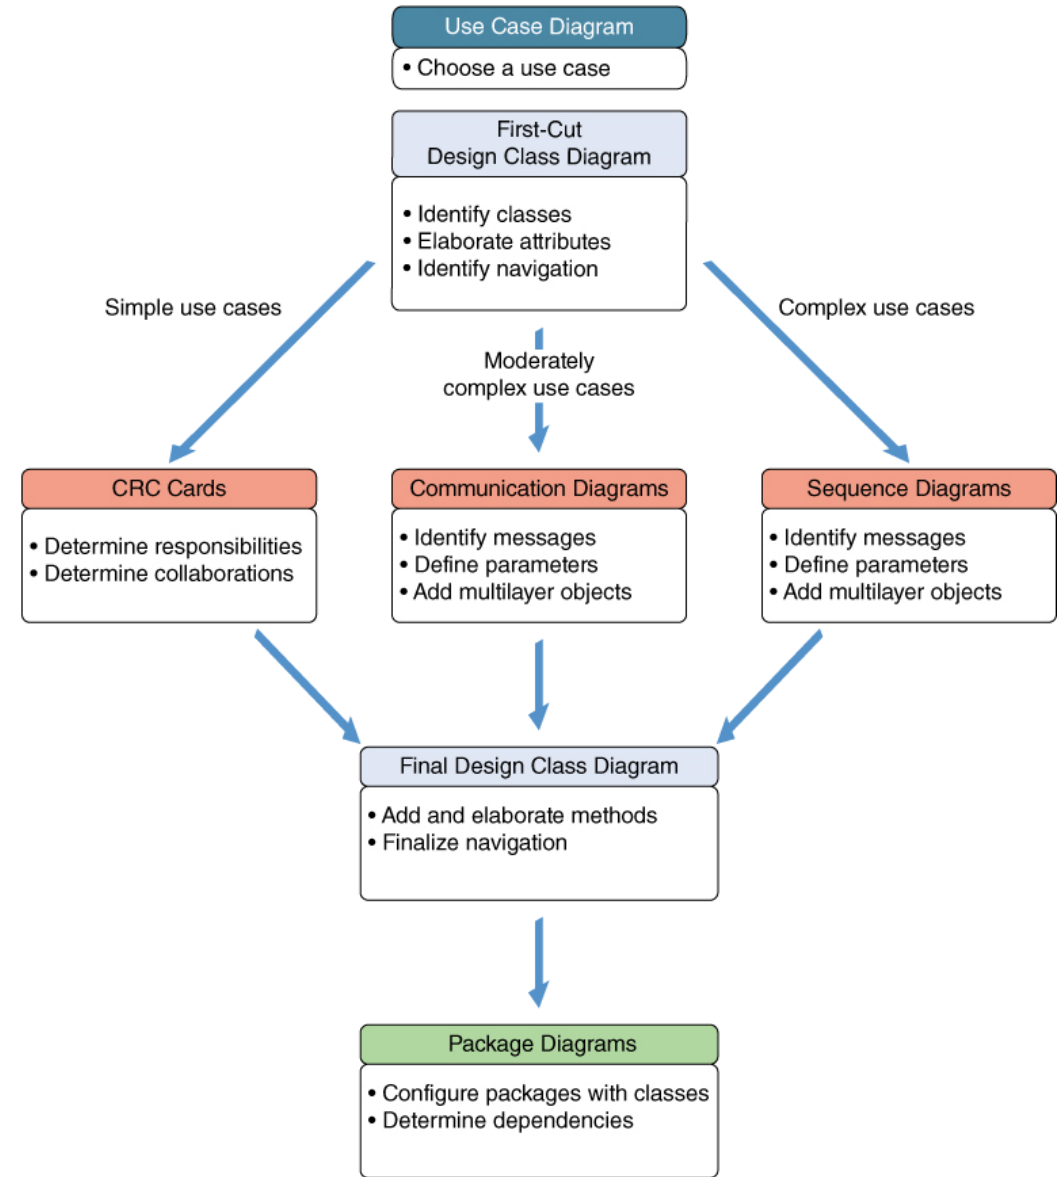 Use Case Diagram
• Choose a use case
First-Cut
Design Class Diagram
• Identify classes
• Elaborate attributes
• Identify navigation
Simple use cases
Moderately
complex use cases
Complex use cases
CRC Cards
• Determine responsibilities
• Determine collaborations
Communication Diagrams
• Identify messages
• Define parameters
• Add multilayer objects
Sequence Diagrams
• Identify messages
• Define parameters
• Add multilayer objects
Final Design Class Diagram
• Add and elaborate methods
• Finalize navigation
Package Diagrams
• Configure packages with classes
• Determine dependencies